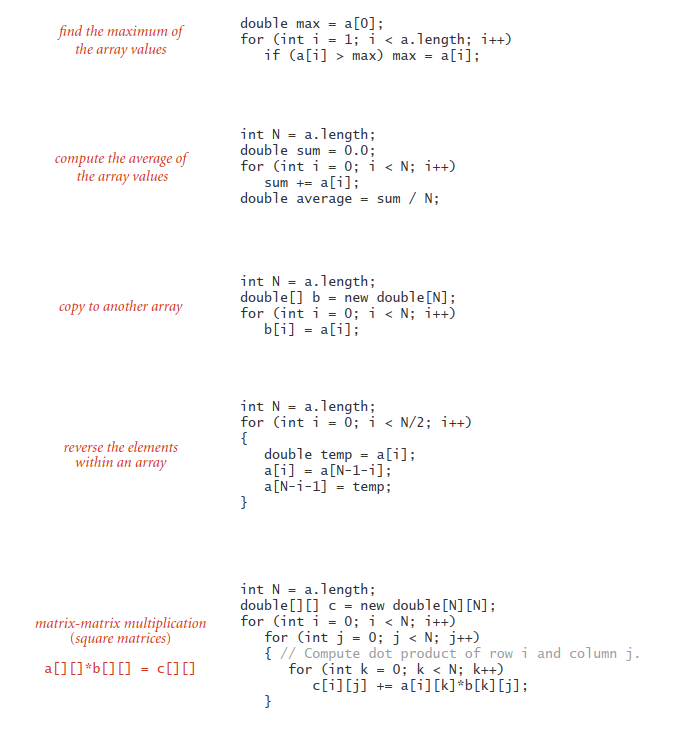 find the maximum of
the array values
double max = a[0];
for (int i = 1; i < a.length; i++)
   if (a[i] > max) max = a[i];
compute the average of
the array values
int N = a.length;
double sum = 0.0;
for (int i = 0; i < N; i++)
   sum += a[i];
double average = sum / N;
copy to another array
int N = a.length;
double[] b = new double[N];
for (int i = 0; i < N; i++)
   b[i] = a[i];
reverse the elements
within an array
int N = a.length;
for (int i = 0; i < N/2; i++)
{
   double temp = a[i];
   a[i] = a[N-1-i];
   a[N-i-1] = temp;
}
matrix-matrix multiplication
(square matrices)
a[][]*b[][] = c[][]
int N = a.length;
double[][] c = new double[N][N];
for (int i = 0; i < N; i++)
   for (int j = 0; j < N; j++)
   { // Compute dot product of row i and column j.
      for (int k = 0; k < N; k++)
         c[i][j] += a[i][k]*b[k][j];
   }